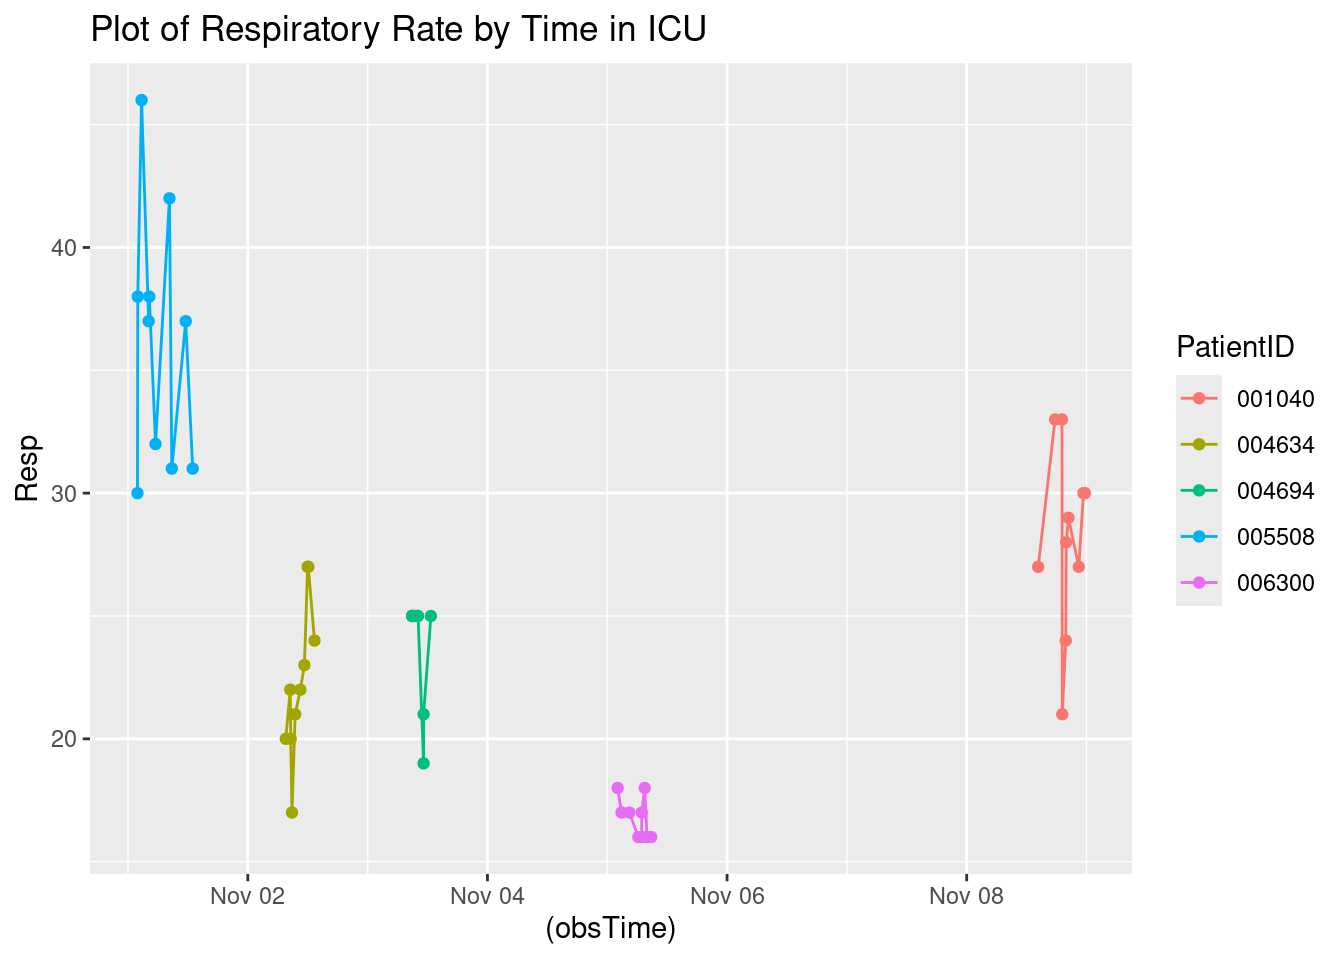 Plot of Respiratory Rate by Time in ICU
Resp
40
30
20
Nov 02
Nov 04
Nov 06
Nov 08
(obsTime)
PatientID
001040
004634
004694
005508
006300